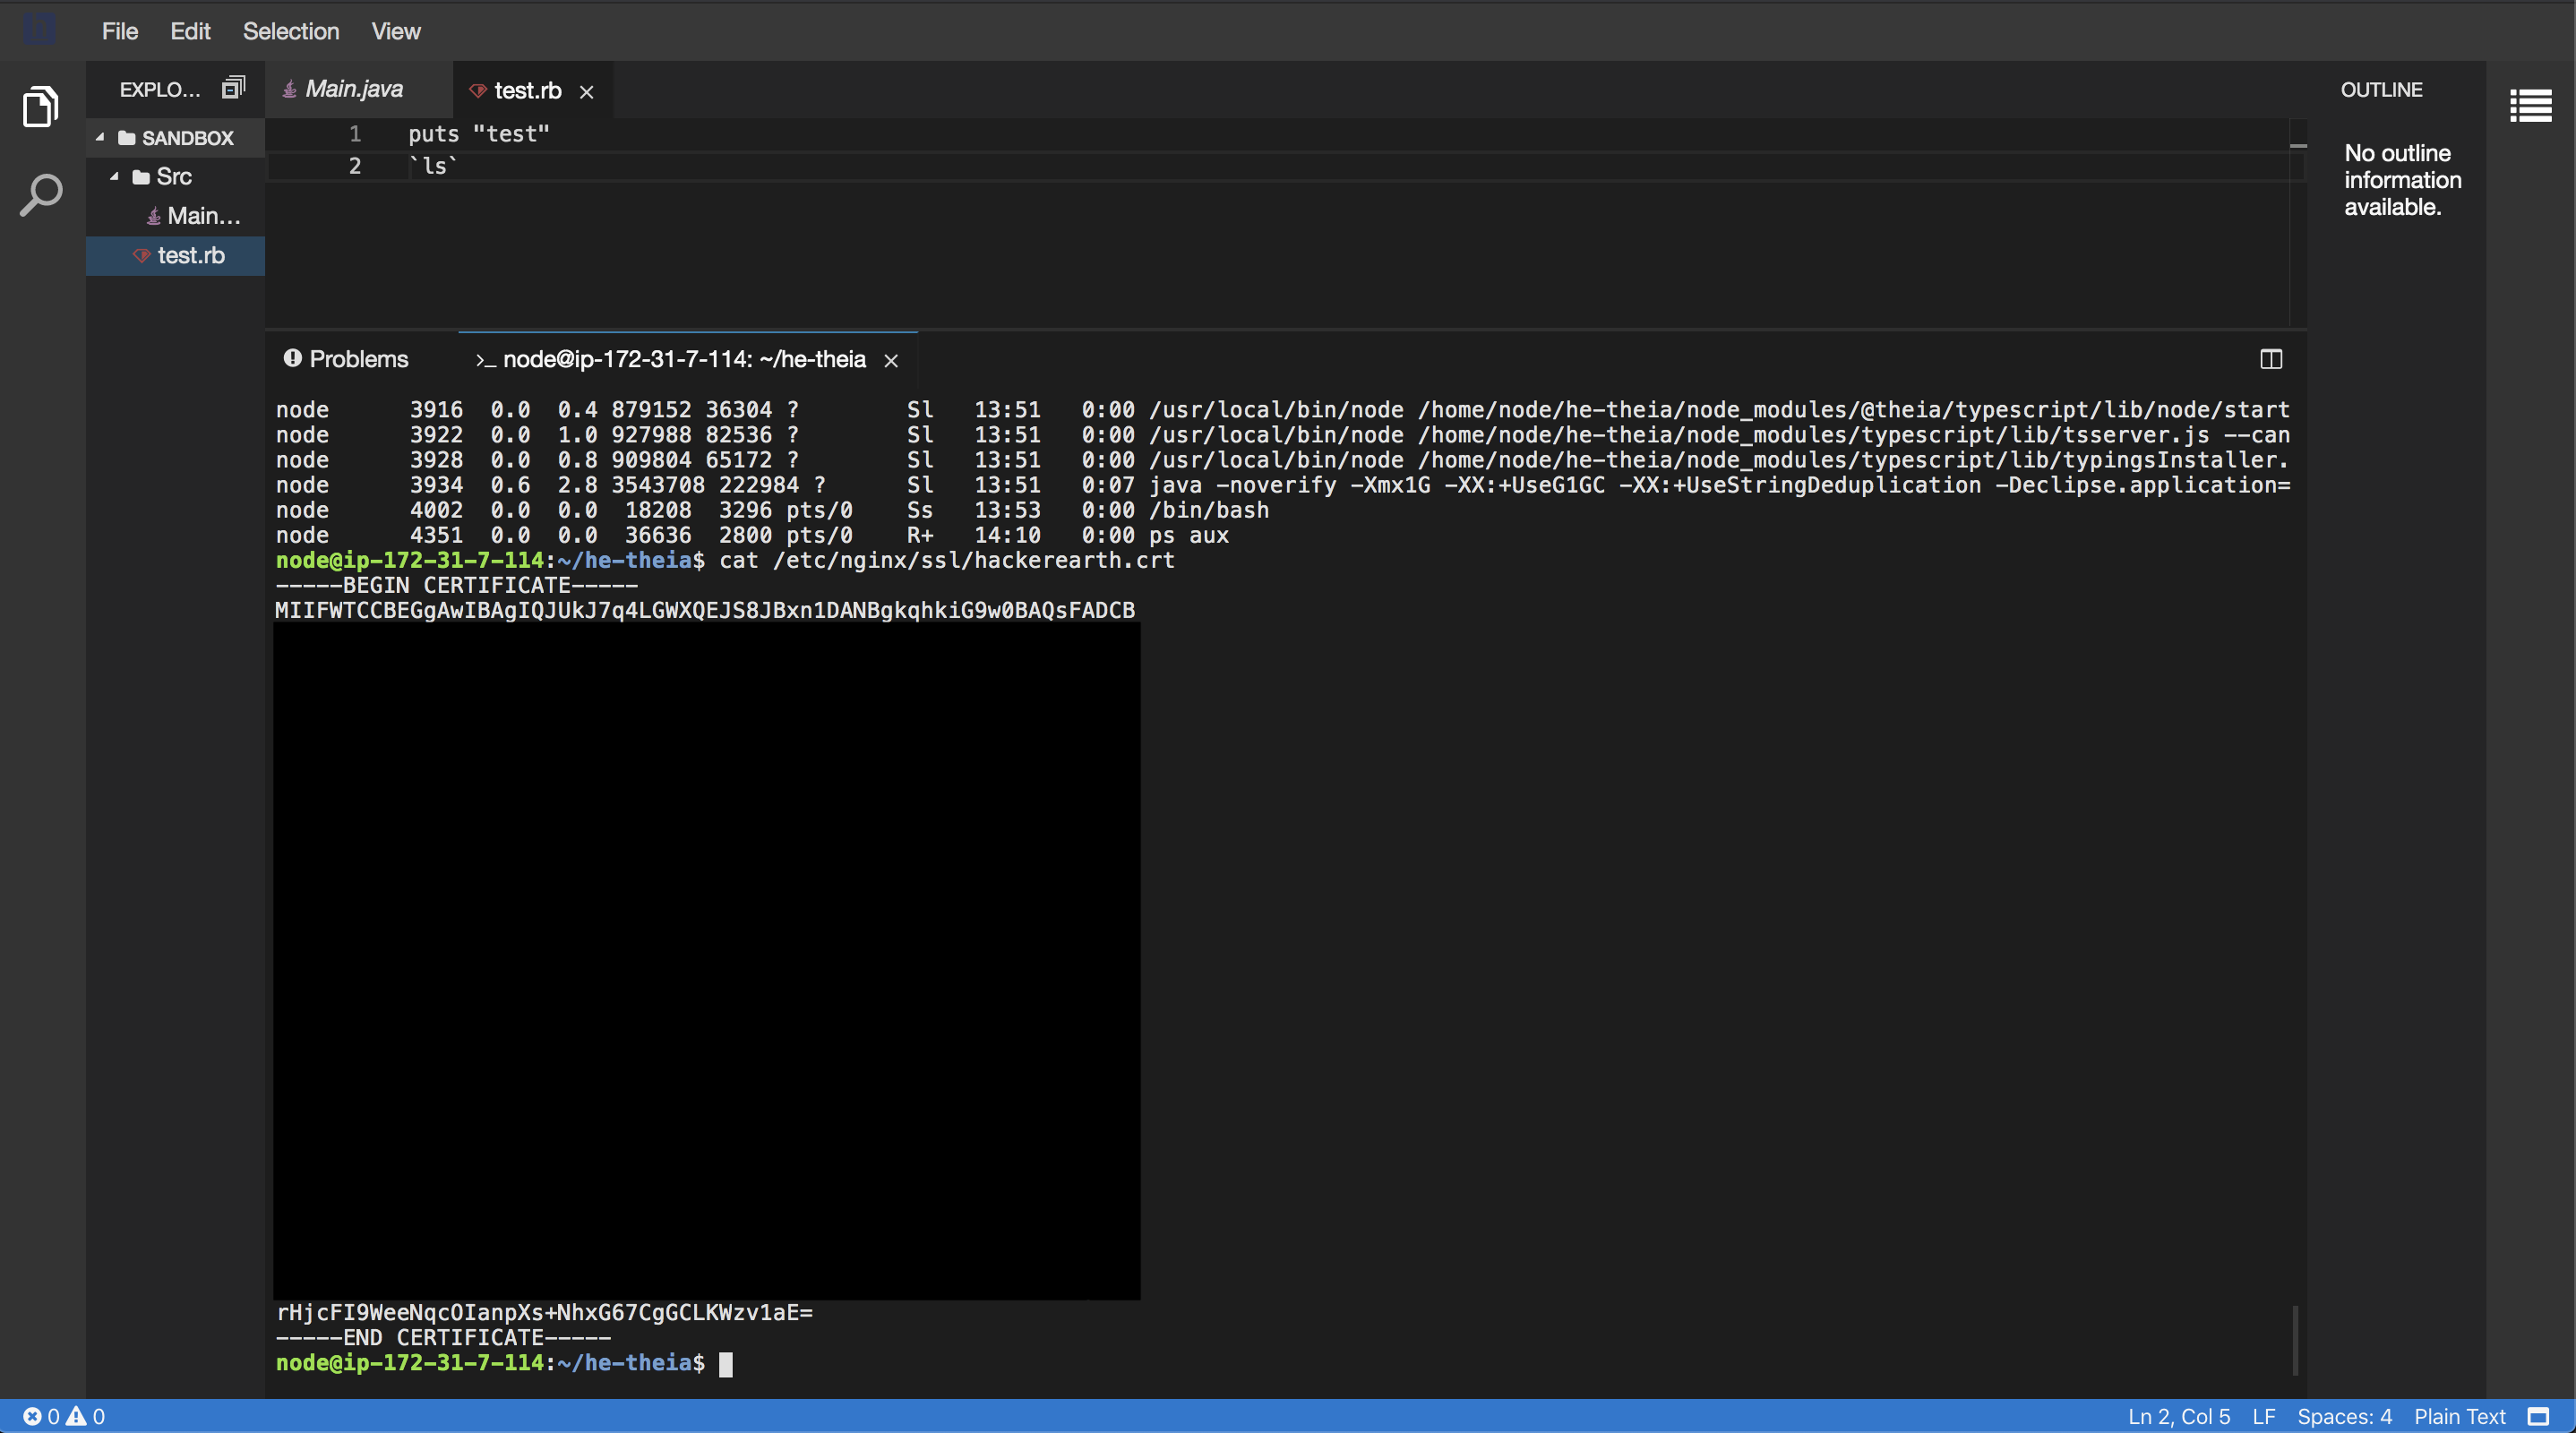 File Edit Selection View
EXPLO...
Main.java
test.rb
OUTLINE
SANDBOX
Src
Main...
test.rb
1 puts "test"
2 `ls`
No outline
information
available.
Problems
>_ node@ip-172-31-7-114: ~/he-theia
node 3916 0.0 0.4 879152 36304 ? Sl 13:51 0:00 /usr/local/bin/node /home/node/he-theia/node_modules/@theia/typescript/lib/node/start
node 3922 0.0 1.0 927988 82536 ? Sl 13:51 0:00 /usr/local/bin/node /home/node/he-theia/node_modules/typescript/lib/tsserver.js --can
node 3928 0.0 0.8 909804 65172 ? Sl 13:51 0:00 /usr/local/bin/node /home/node/he-theia/node_modules/typescript/lib/typingsInstaller.
node 3934 0.6 2.8 3543708 222984 ? Sl 13:51 0:07 java -noverify -Xmx1G -XX:+UseG1GC -XX:+UseStringDeduplication -Declipse.application=
node 4002 0.0 0.0 18208 3296 pts/0 Ss 13:53 0:00 /bin/bash
node 4351 0.0 0.0 36636 2800 pts/0 R+ 14:10 0:00 ps aux
node@ip-172-31-7-114:~/he-theia$ cat /etc/nginx/ssl/hackerearth.crt
-----BEGIN CERTIFICATE-----
MIIFWTCCBEGgAwIBAgIQJUkJ7q4LGWXQEJS8JBxn1DANBgkqhkiG9w0BAQsFADCB
rHjcFI9WeeNqcOIanpXs+NhxG67CgGCLKWzv1aE=
-----END CERTIFICATE-----
node@ip-172-31-7-114:~/he-theia$
0 0
Ln 2, Col 5 LF Spaces: 4 Plain Text